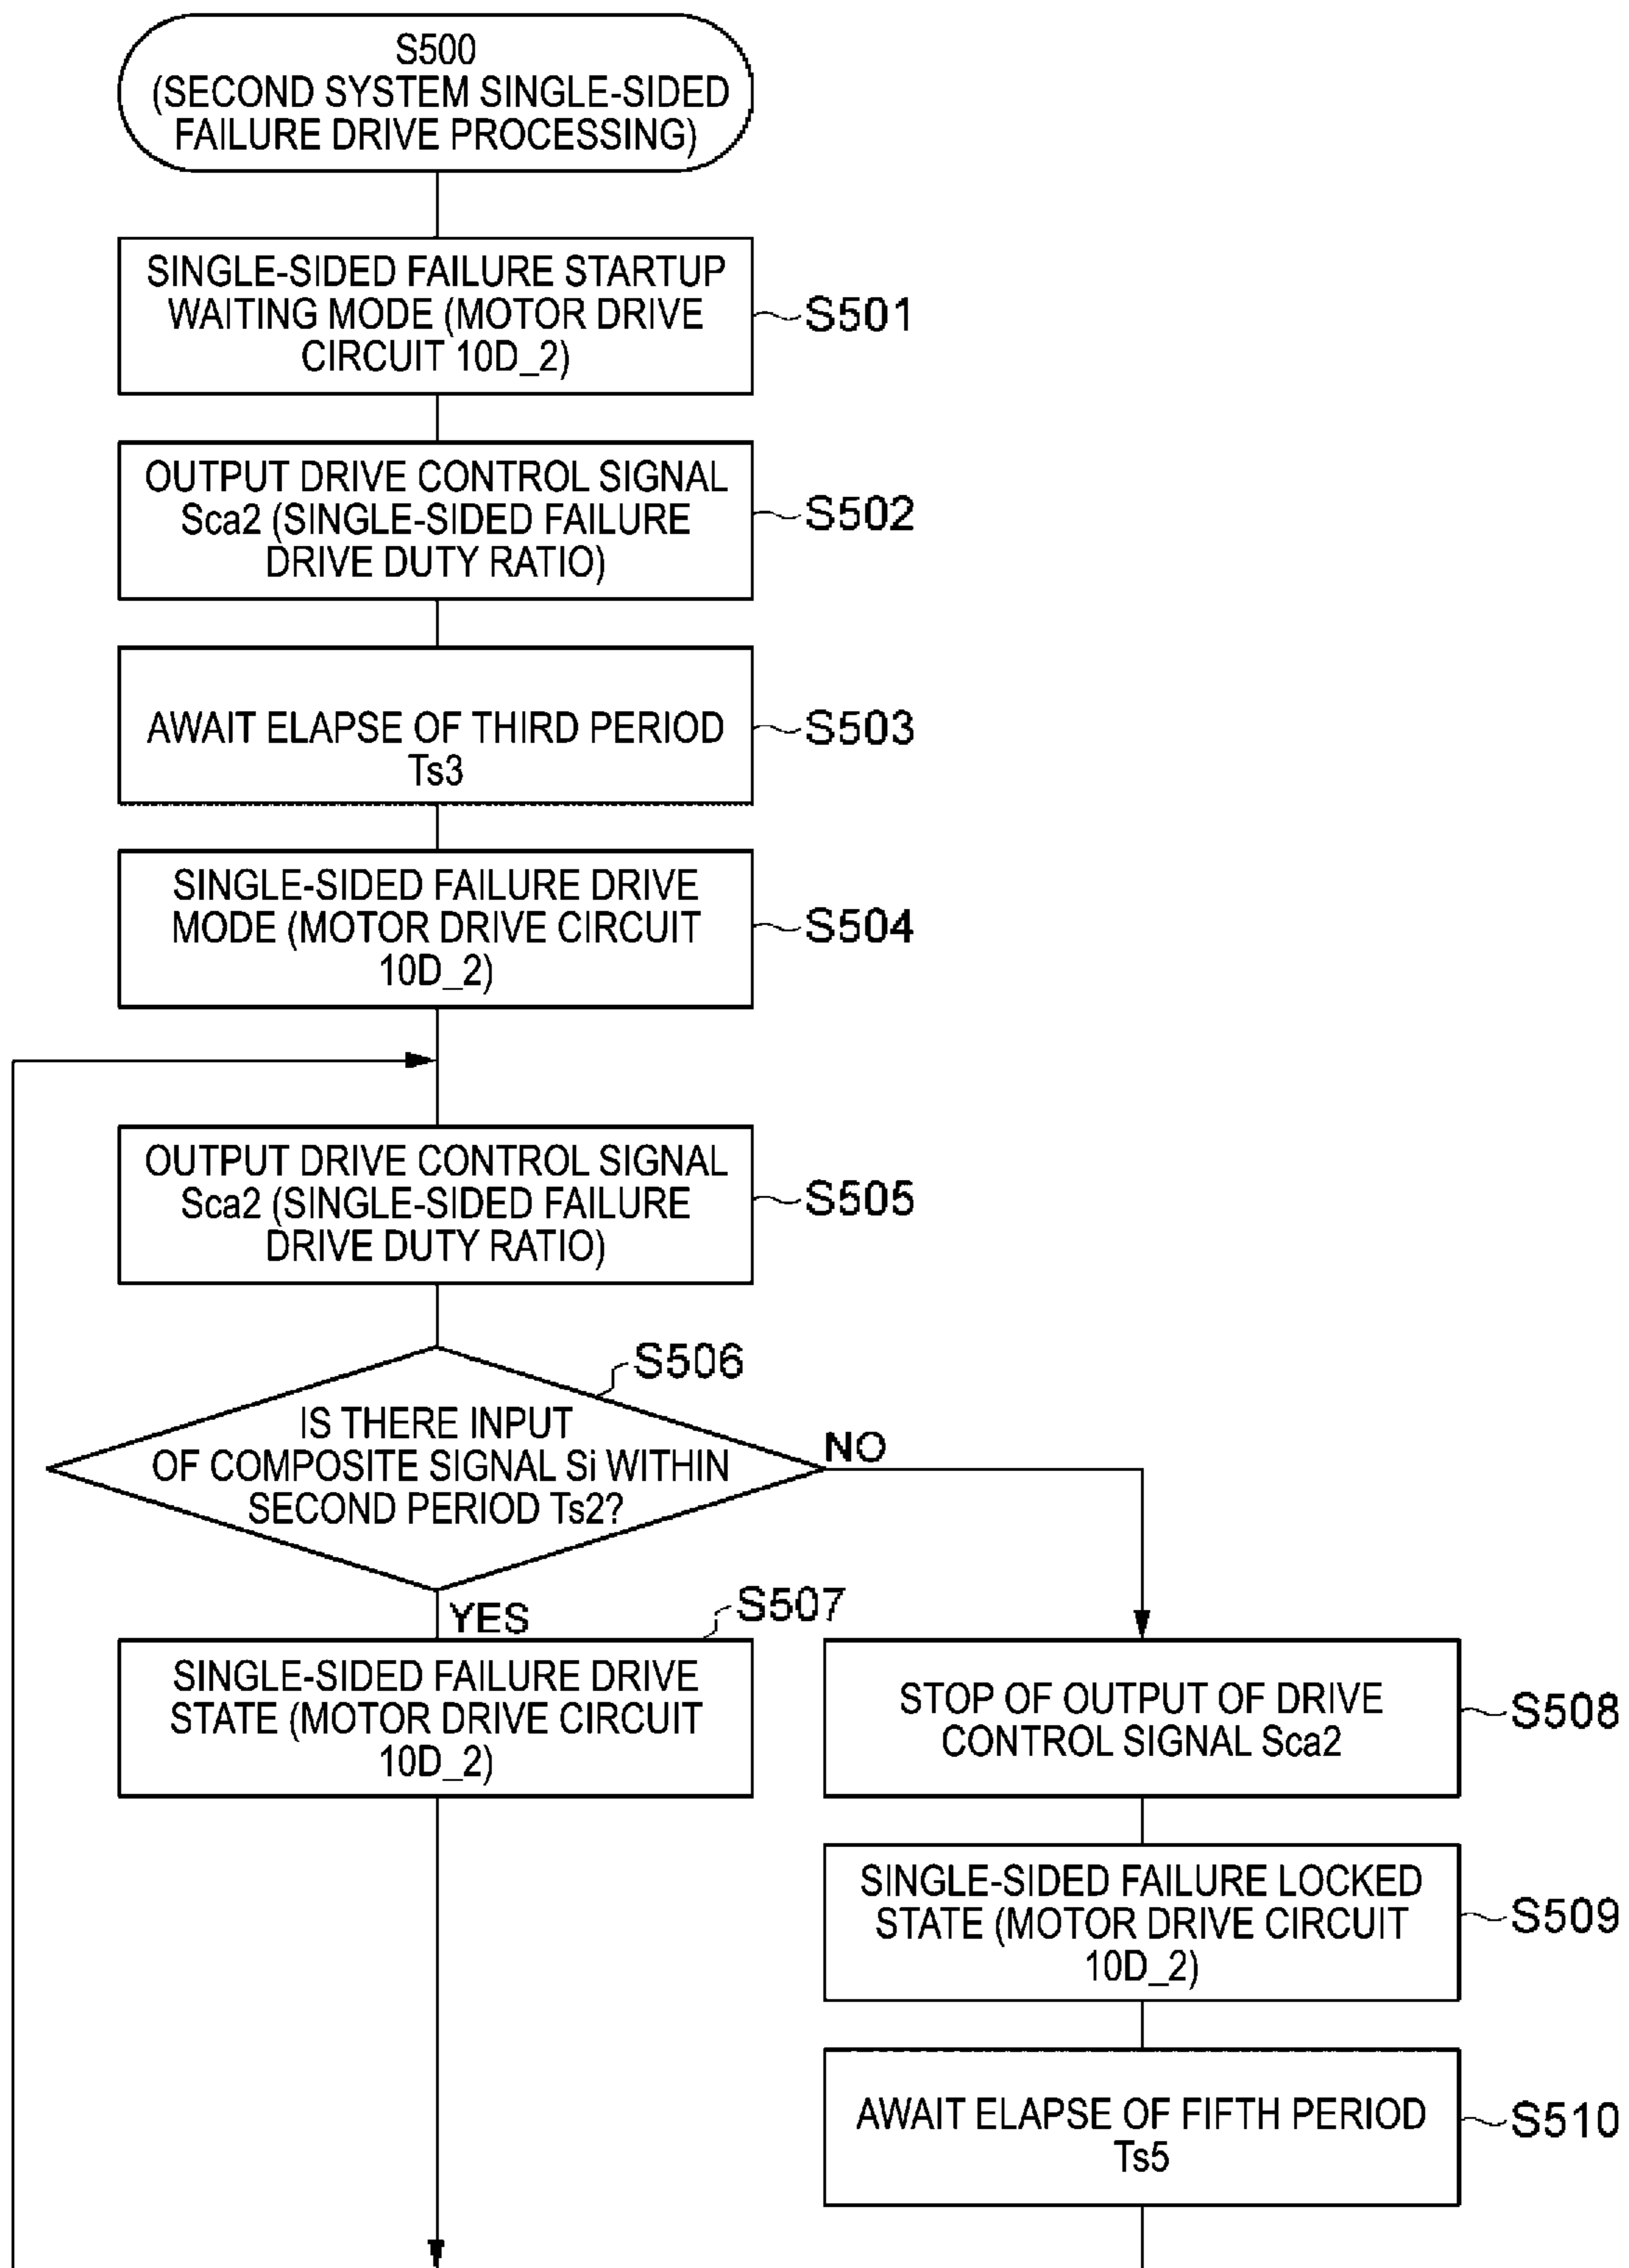 S500
(SECOND SYSTEM SINGLE-SIDED
FAILURE DRIVE PROCESSING)
SINGLE-SIDED FAILURE STARTUP
WAITING MODE (MOTOR DRIVE
CIRCUIT 10D_2)
S501
OUTPUT DRIVE CONTROL SIGNAL
Sca2 (SINGLE-SIDED FAILURE
DRIVE DUTY RATIO)
S502
AWAIT ELAPSE OF THIRD PERIOD
Ts3
S503
SINGLE-SIDED FAILURE DRIVE
MODE (MOTOR DRIVE CIRCUIT
10D_2)
S504
OUTPUT DRIVE CONTROL SIGNAL
Sca2 (SINGLE-SIDED FAILURE
DRIVE DUTY RATIO)
S505
S506
IS THERE INPUT
OF COMPOSITE SIGNAL Si WITHIN
SECOND PERIOD Ts2?
NO
YES
S507
SINGLE-SIDED FAILURE DRIVE
STATE (MOTOR DRIVE CIRCUIT
10D_2)
STOP OF OUTPUT OF DRIVE
CONTROL SIGNAL Sca2
S508
SINGLE-SIDED FAILURE LOCKED
STATE (MOTOR DRIVE CIRCUIT
10D_2)
S509
AWAIT ELAPSE OF FIFTH PERIOD
Ts5
S510